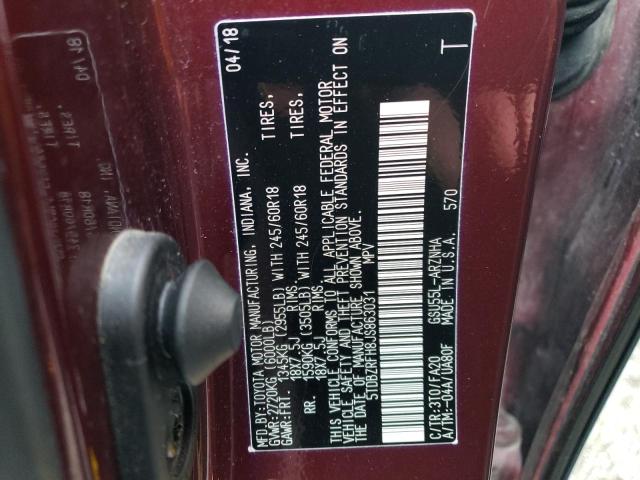 MFD.BY:TOYOTA MOTOR MANUFACTURING, INDIANA, INC. 04/18
GVWR:2720KG (6000LB)
GAWR:FRT. 1345KG (2955LB) WITH 245/60R18 TIRES,
18X7.5J RIMS,
RR. 1590KG (3505LB) WITH 245/60R18 TIRES,
18X7.5J RIMS,
THIS VEHICLE CONFORMS TO ALL APPLICABLE FEDERAL MOTOR
VEHICLE SAFETY AND THEFT PREVENTION STANDARDS IN EFFECT ON
THE DATE OF MANUFACTURE SHOWN ABOVE.
5TDBZRFH8JS863031 MPV
T
C/TR:3T0/FA20 GSU55L-ARZNHA
A/TM:-04A/UA80F MADE IN U.S.A. 570